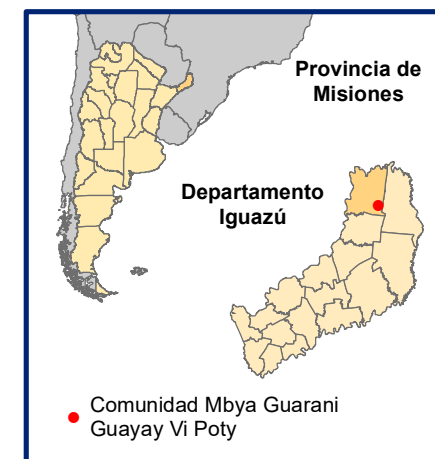 Provincia de
Misiones
Departamento
Iguazú
Comunidad Mbya Guarani
Guayay Vi Poty